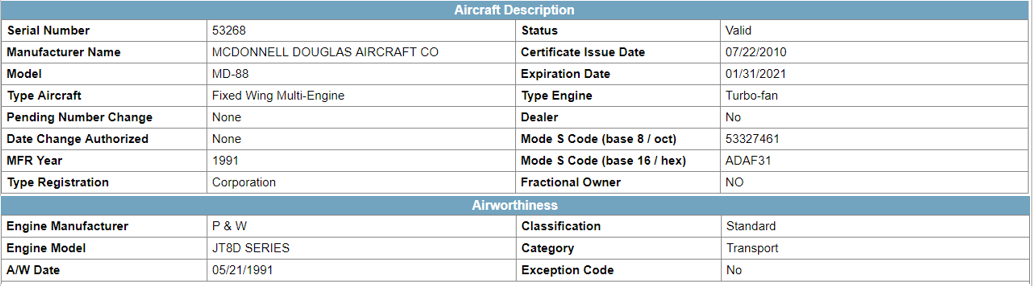 Aircraft Description
Serial Number 53268 Status Valid
Manufacturer Name MCDONNELL DOUGLAS AIRCRAFT CO Certificate Issue Date 07/22/2010
Model MD-88 Expiration Date 01/31/2021
Type Aircraft Fixed Wing Multi-Engine Type Engine Turbo-fan
Pending Number Change None Dealer No
Date Change Authorized None Mode S Code (base 8 / oct) 53327461
MFR Year 1991 Mode S Code (base 16 / hex) ADAF31
Type Registration Corporation Fractional Owner NO
Airworthiness
Engine Manufacturer P & W Classification Standard
Engine Model JT8D SERIES Category Transport
A/W Date 05/21/1991 Exception Code No